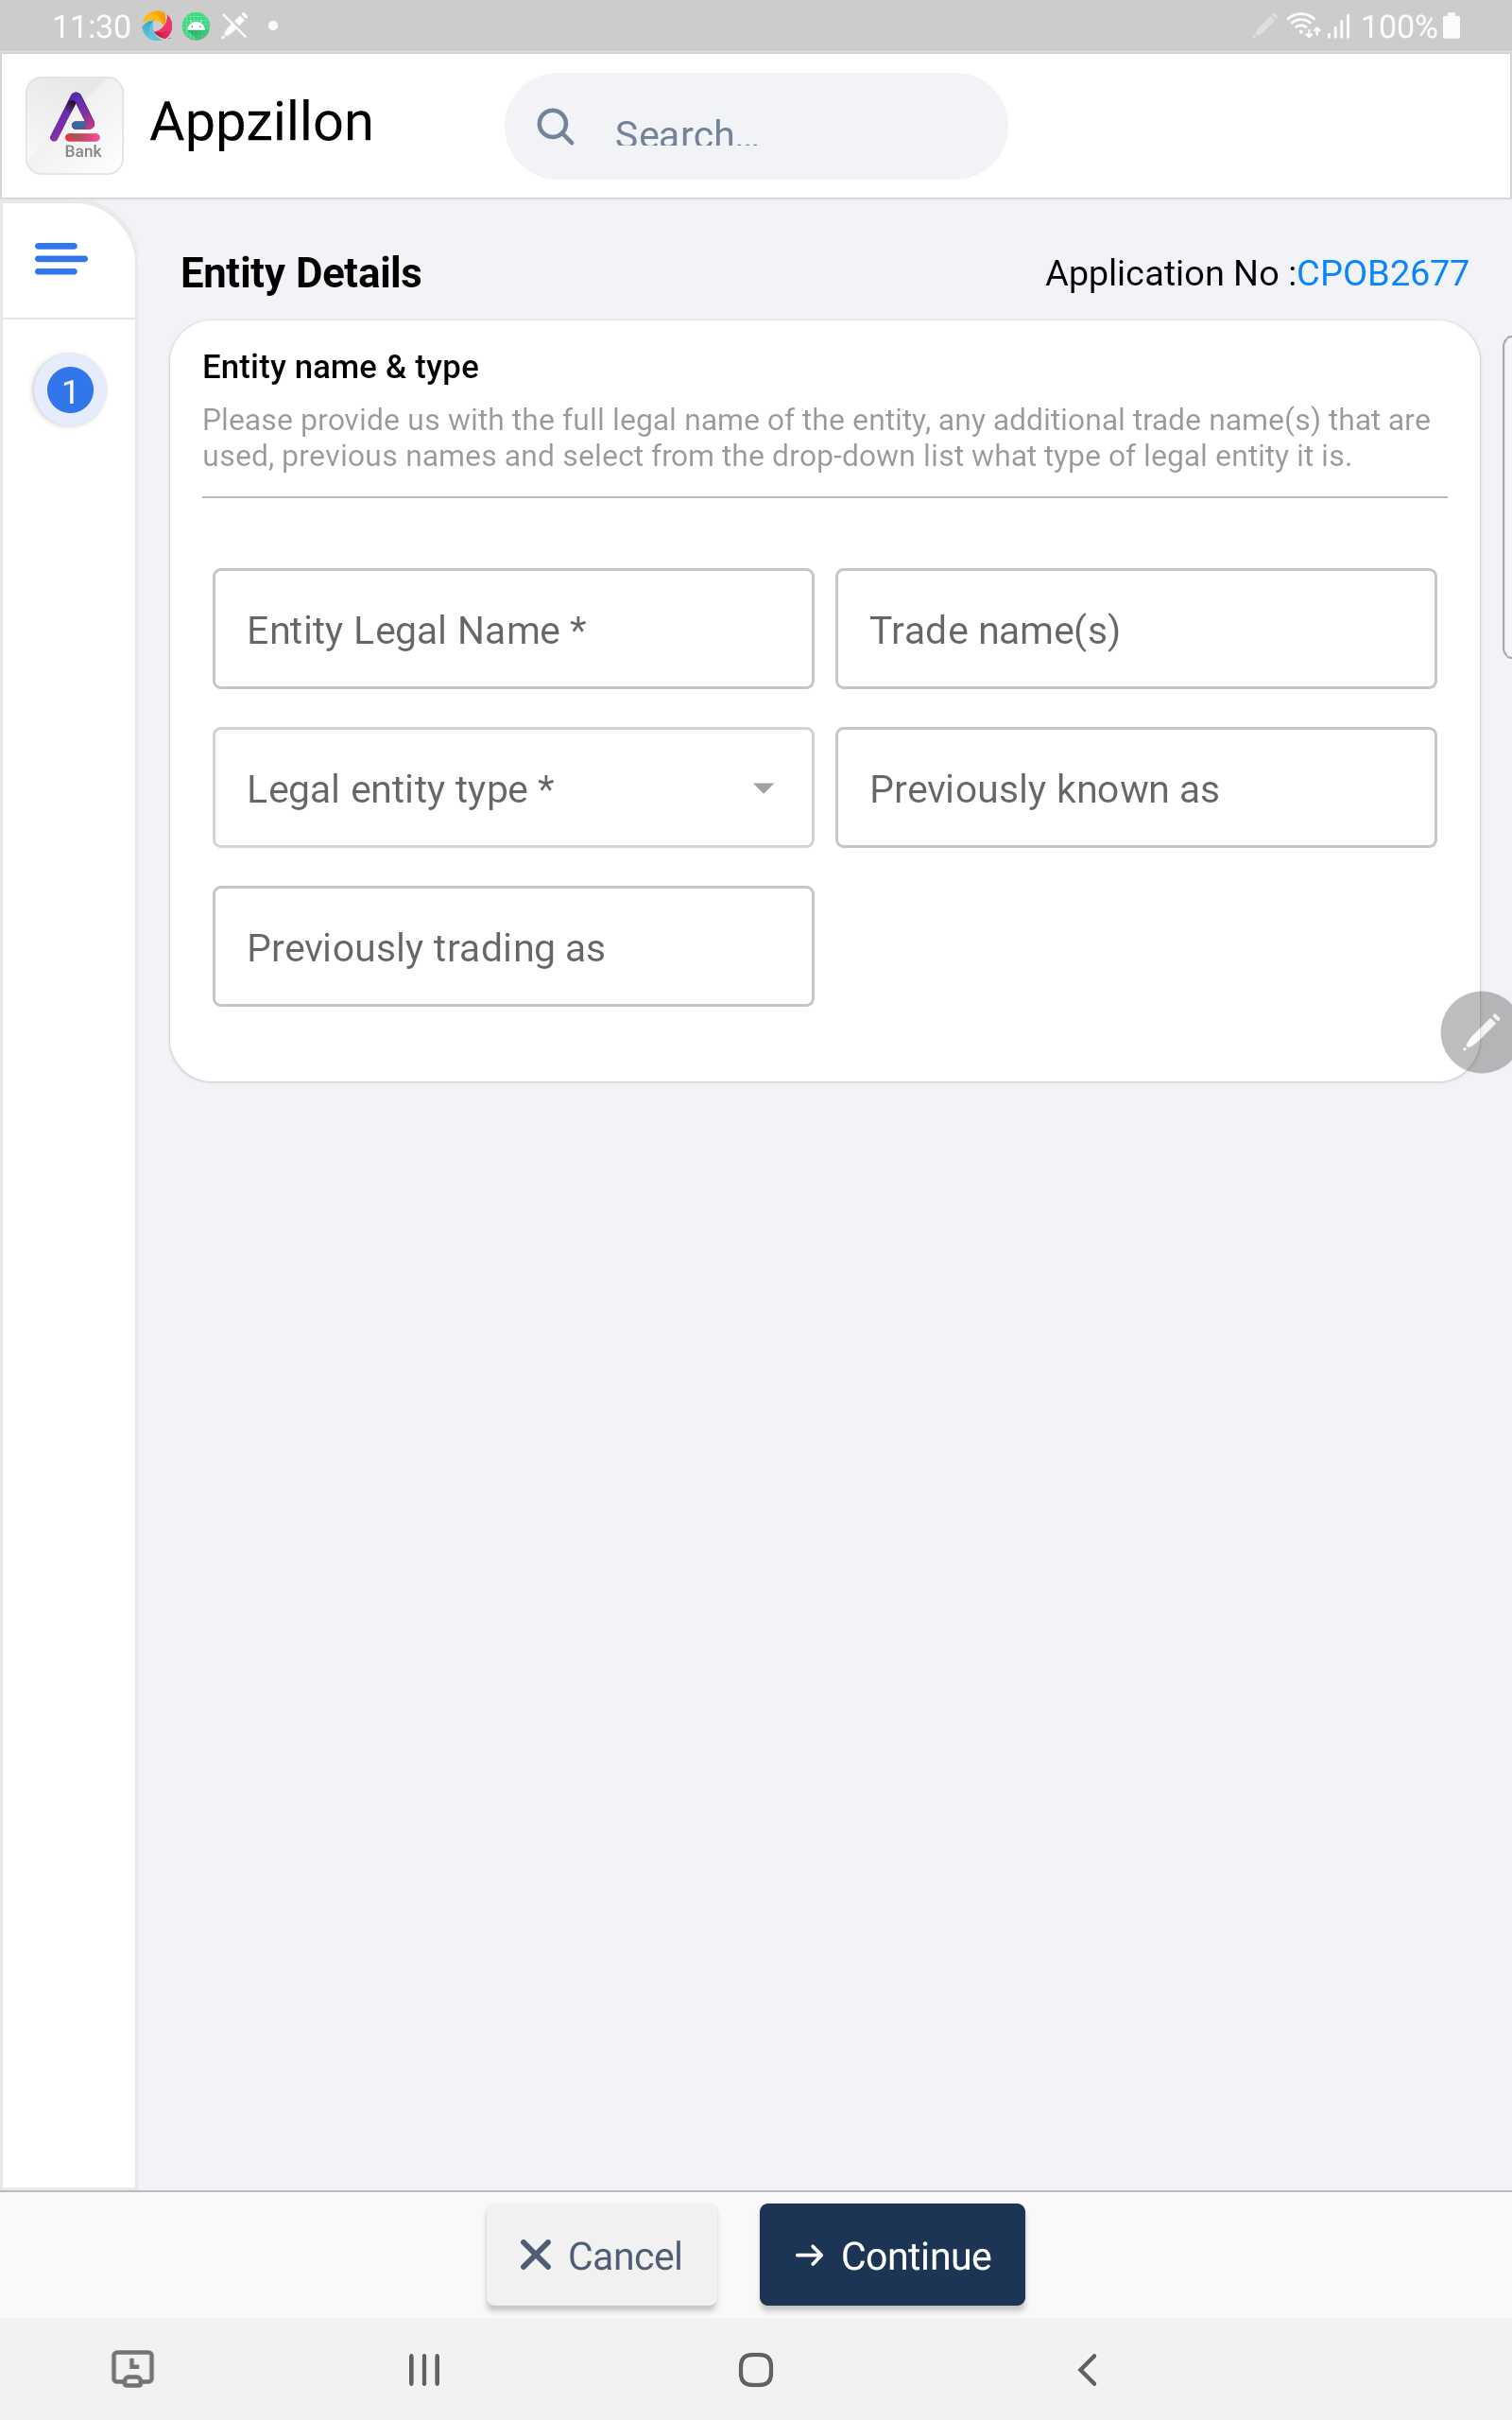 11:30
100%
Bank
Appzillon
Search...
Entity Details
Application No :CPOB2677
1
Entity name & type
Please provide us with the full legal name of the entity, any additional trade name(s) that are
used, previous names and select from the drop-down list what type of legal entity it is.
Entity Legal Name *
Trade name(s)
Legal entity type *
Previously known as
Previously trading as
Cancel
Continue